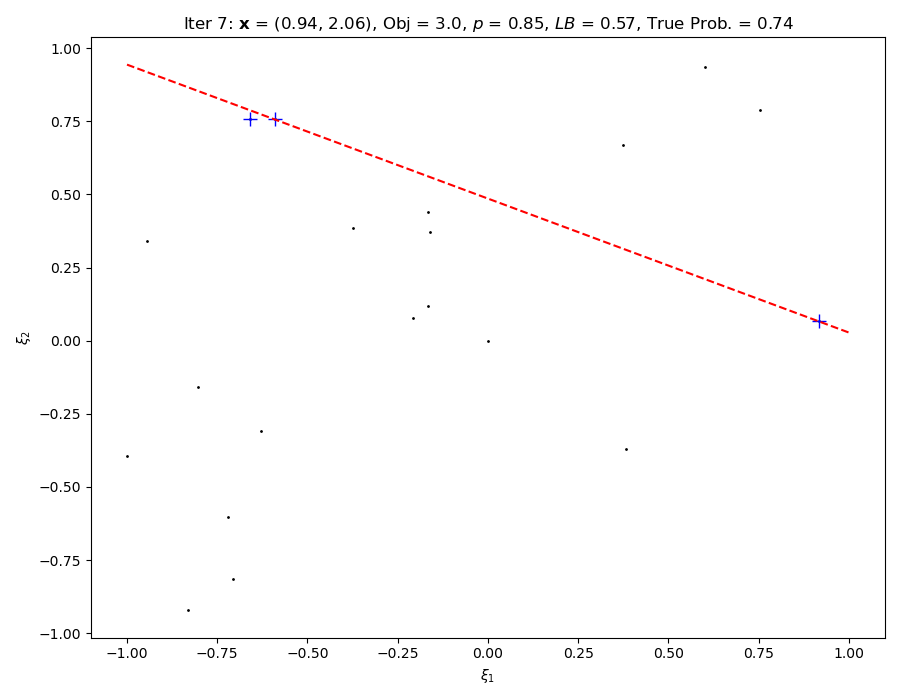 Iter 7: x = (0.94, 2.06), Obj = 3.0, p = 0.85, LB = 0.57, True Prob. = 0.74
1.00
0.75
0.50
0.25
0.00
−0.25
−0.50
−0.75
−1.00
ξ2
−1.00 −0.75 −0.50 −0.25 0.00 0.25 0.50 0.75 1.00
ξ1